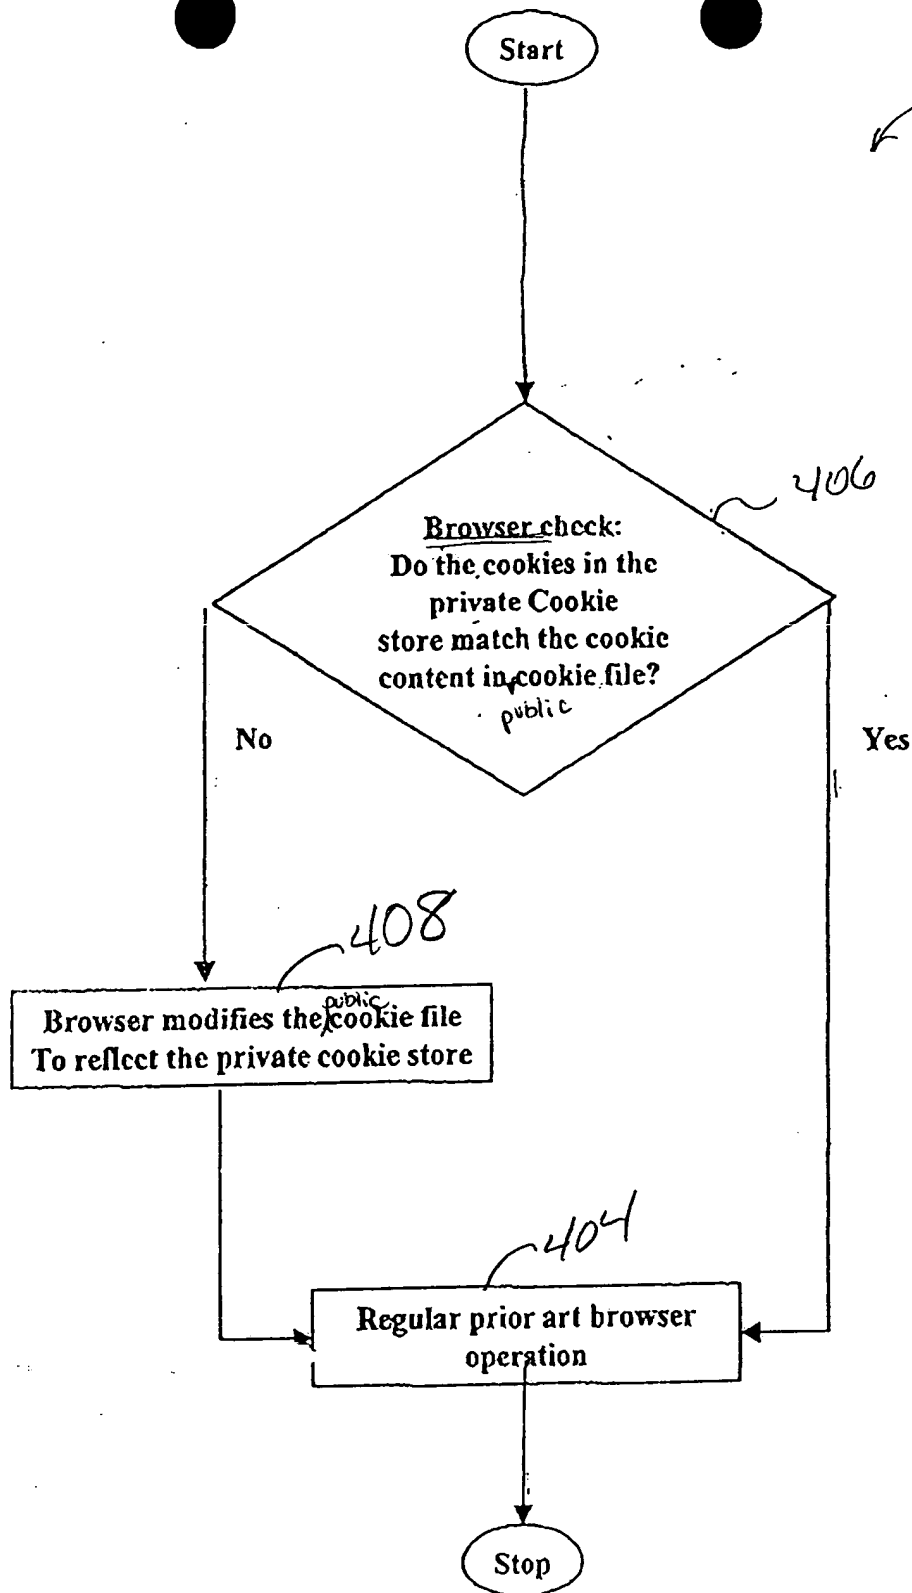 Start
406
Browser check:
Do the cookies in the
private Cookie
store match the cookie
content in cookie file?
public
No
Yes
408
public
Browser modifies the cookie file
To reflect the private cookie store
404
Regular prior art browser
operation
Stop